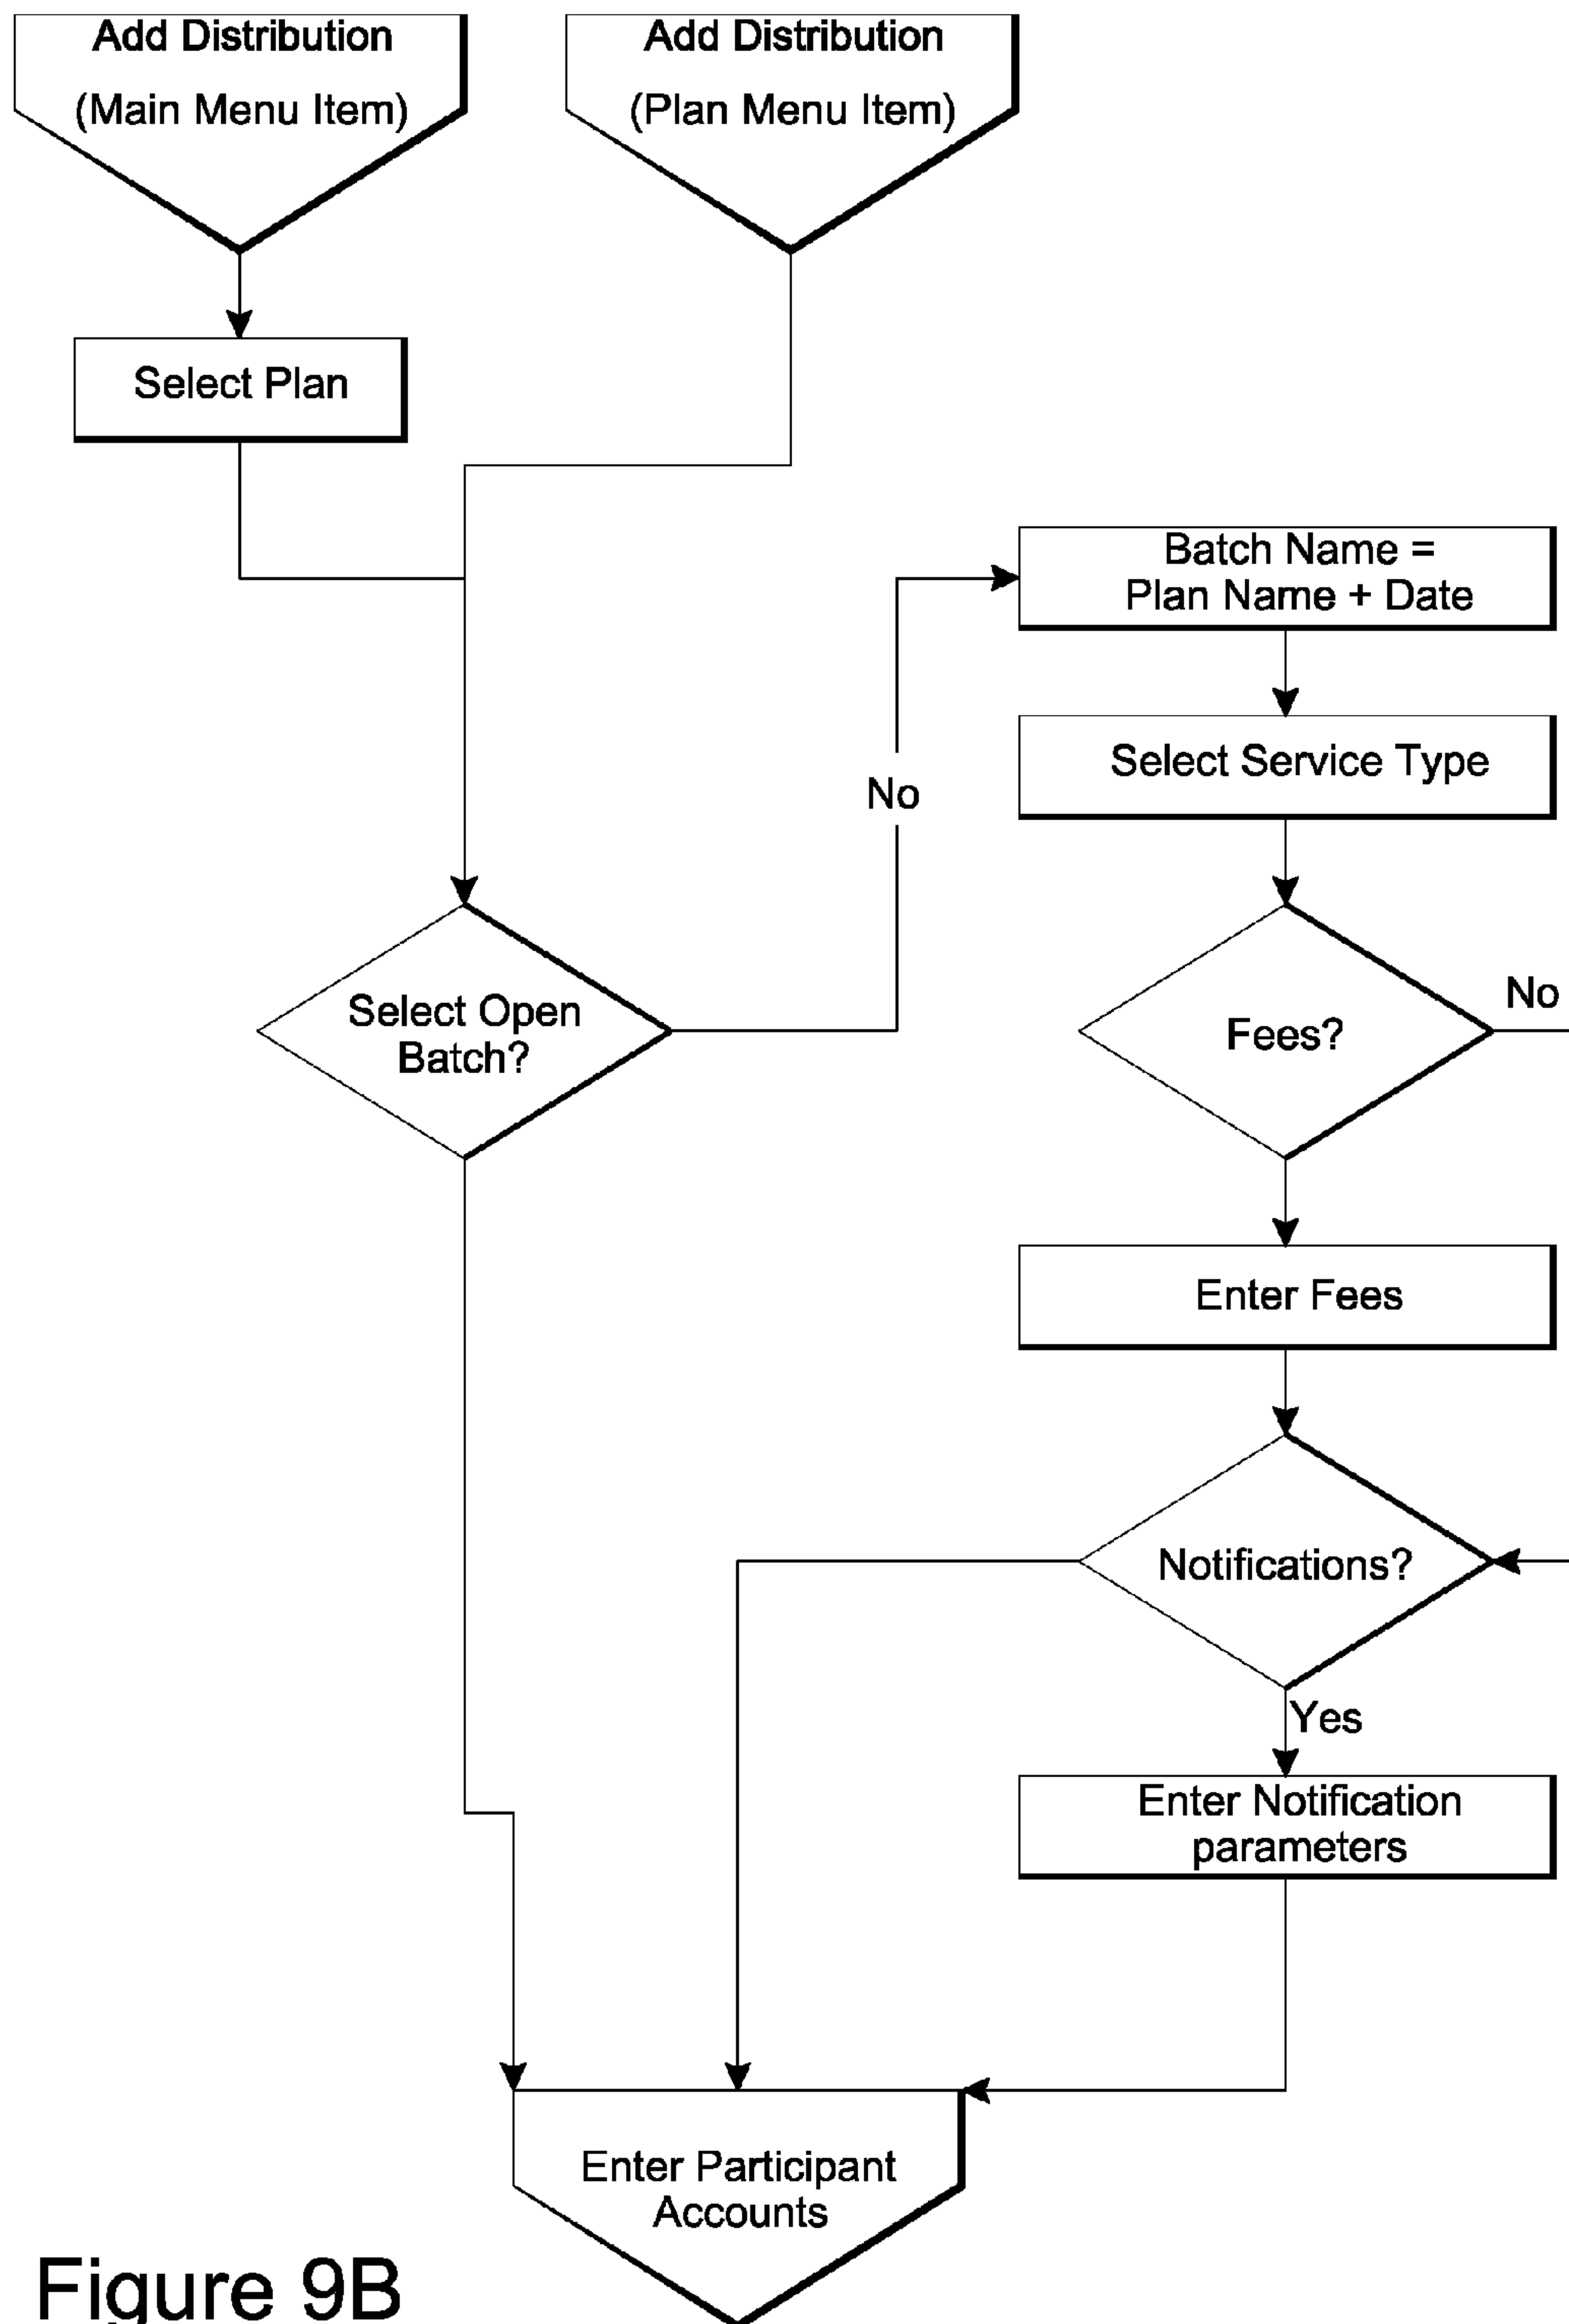 Add Distribution
(Main Menu Item)
Add Distribution
(Plan Menu Item)
Select Plan
Batch Name =
Plan Name + Date
Select Service Type
No
Select Open
Batch?
No
Fees?
Enter Fees
Notifications?
Yes
Enter Notification
parameters
Enter Participant
Accounts
Figure 9B